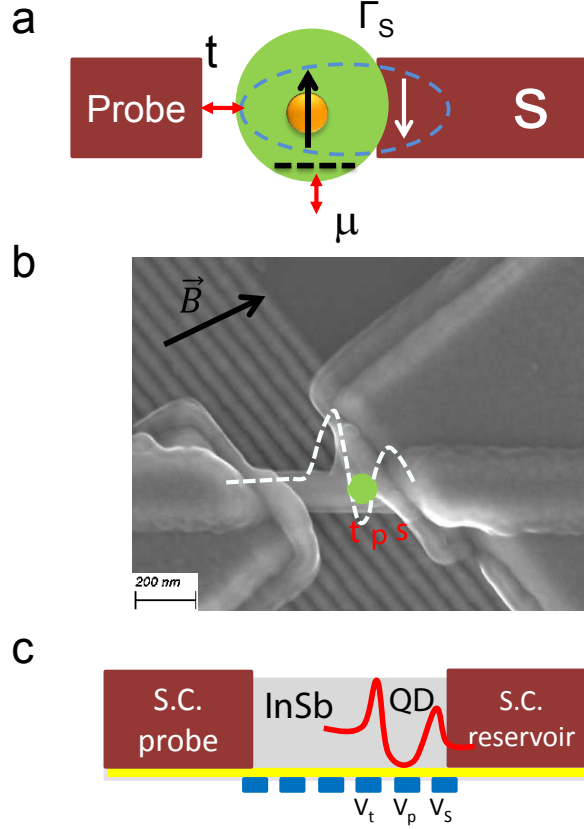 a
Γ_S
t
Probe
S
μ
b
B⃗
t p s
200 nm
c
S.C. probe
InSb
QD
S.C. reservoir
V_t
V_p
V_S